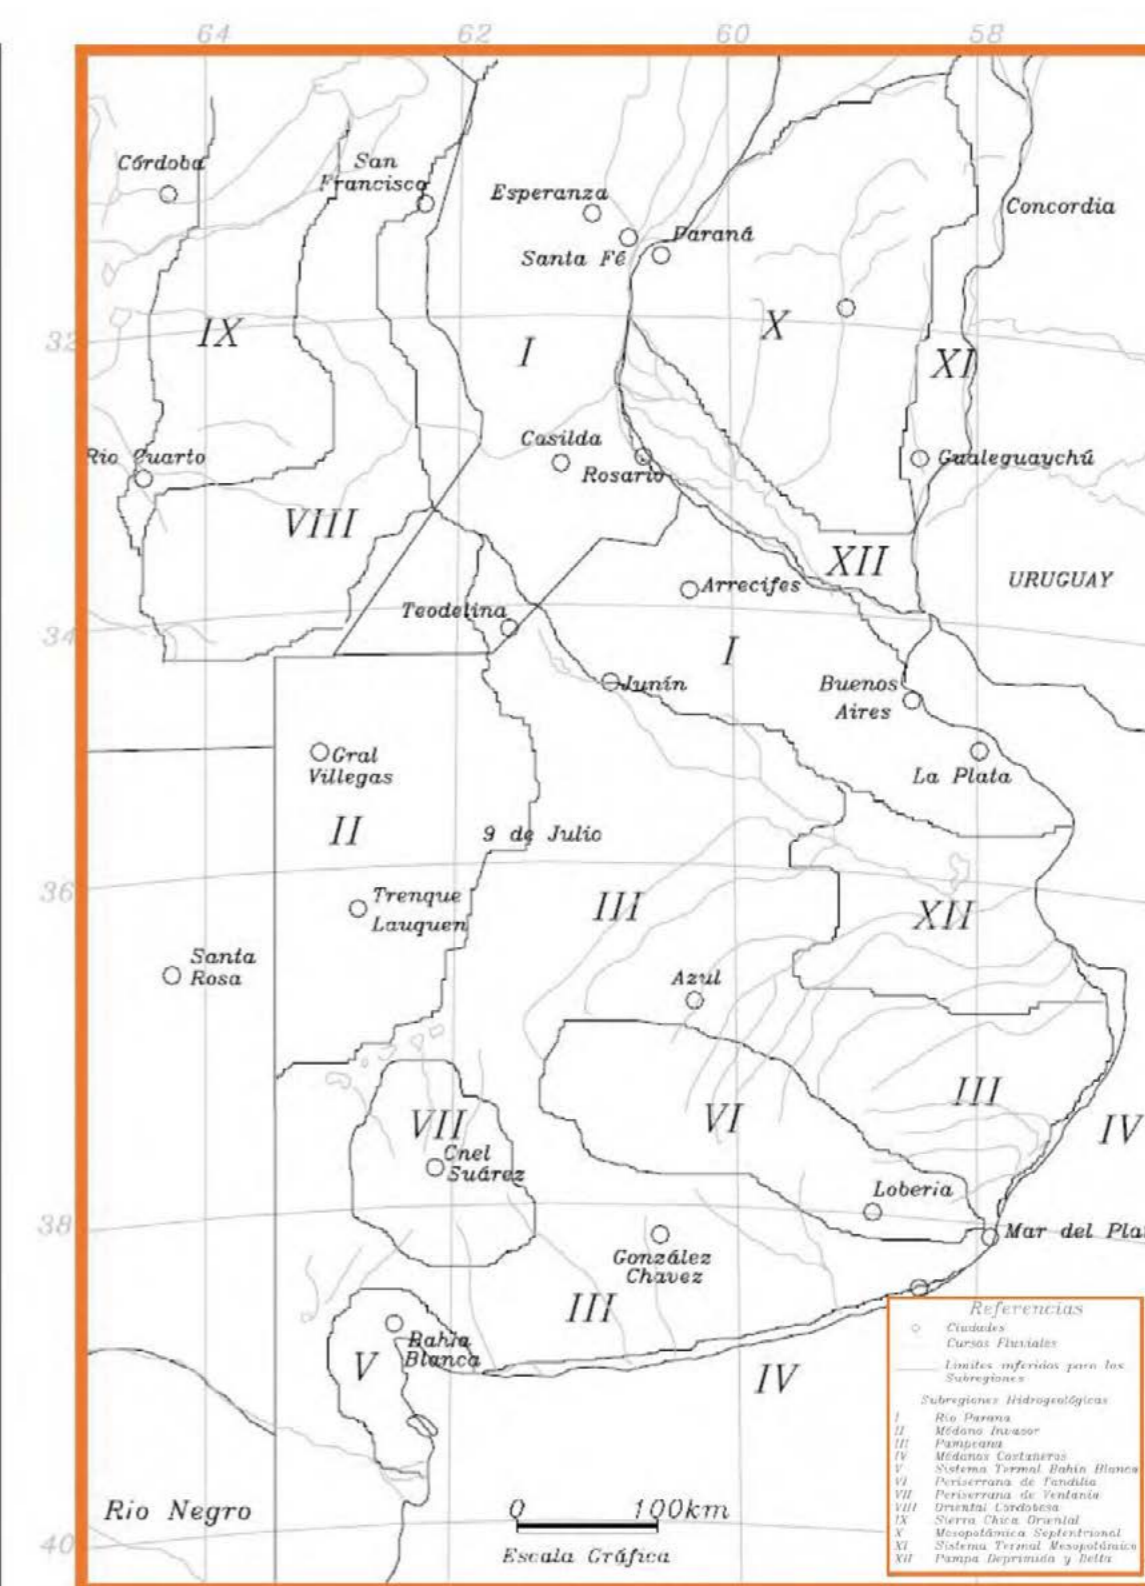 64 62 60 58
Córdoba
San
Francisco
Esperanza
Concordia
Paraná
Santa Fé
32
IX
X
I
XI
Casilda
Rio Cuarto
Rosario
Gualeguaychú
VIII
XII
URUGUAY
Arrecifes
Teodelina
34
I
Junín
Buenos
Aires
Gral
Villegas
La Plata
II
9 de Julio
36
Trenque
Lauquen
III
XII
Santa
Rosa
Azul
III
VII
VI
IV
Cnel
Suárez
Loberia
38
Mar del Pla
González
Chavez
III
Bahía
Blanca
V
IV
Rio Negro
0 100km
Escala Gráfica
40
Referencias
Ciudades
Cursos Fluviales
Limites inferidos para las
Subregiones
Subregiones Hidrogeológicas
I Rio Parana
II Médano Invasor
III Pampeana
IV Médanos Costaneros
V Sistema Termal Bahía Blanca
VI Periserrana de Tandilia
VII Periserrana de Ventania
VIII Oriental Cordobesa
IX Sierra Chica Oriental
X Mesopotámica Septentrional
XI Sistema Termal Mesopotámico
XII Pampa Deprimida y Delta